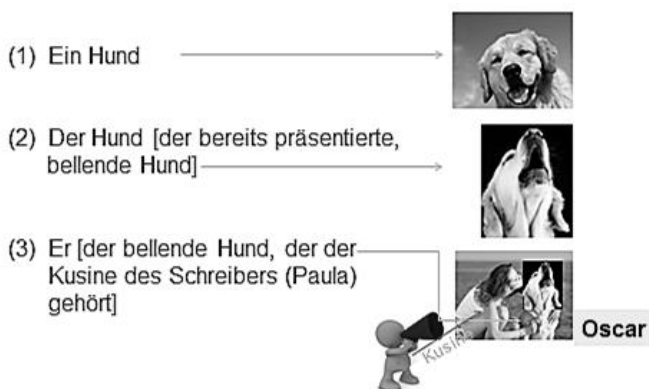 (1) Ein Hund
(2) Der Hund [der bereits präsentierte,
bellende Hund]
(3) Er [der bellende Hund, der der
Kusine des Schreibers (Paula)
gehört]
Kusine
Oscar